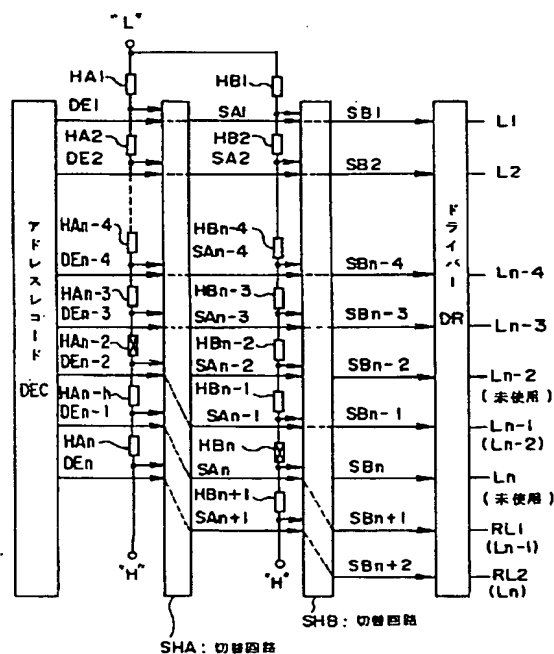 "L"
HA1
HB1
DE1
SA1
SB1
L1
HA2
HB2
DE2
SA2
SB2
L2
HAn-4
HBn-4
DEn-4
SAn-4
SBn-4
Ln-4
HAn-3
HBn-3
DEn-3
SAn-3
SBn-3
Ln-3
HAn-2
HBn-2
DEn-2
SAn-2
SBn-2
Ln-2
(未使用)
HAn-h
HBn-1
DEn-1
SAn-1
SBn-1
Ln-1
(Ln-2)
HAn
HBn
DEn
SAn
SBn
Ln
(未使用)
HBn+1
SAn+1
SBn+1
RL1
(Ln-1)
SBn+2
RL2
(Ln)
"H"
"H"
アドレスレコード
DEC
ドライバー
DR
SHA: 切替回路
SHB: 切替回路